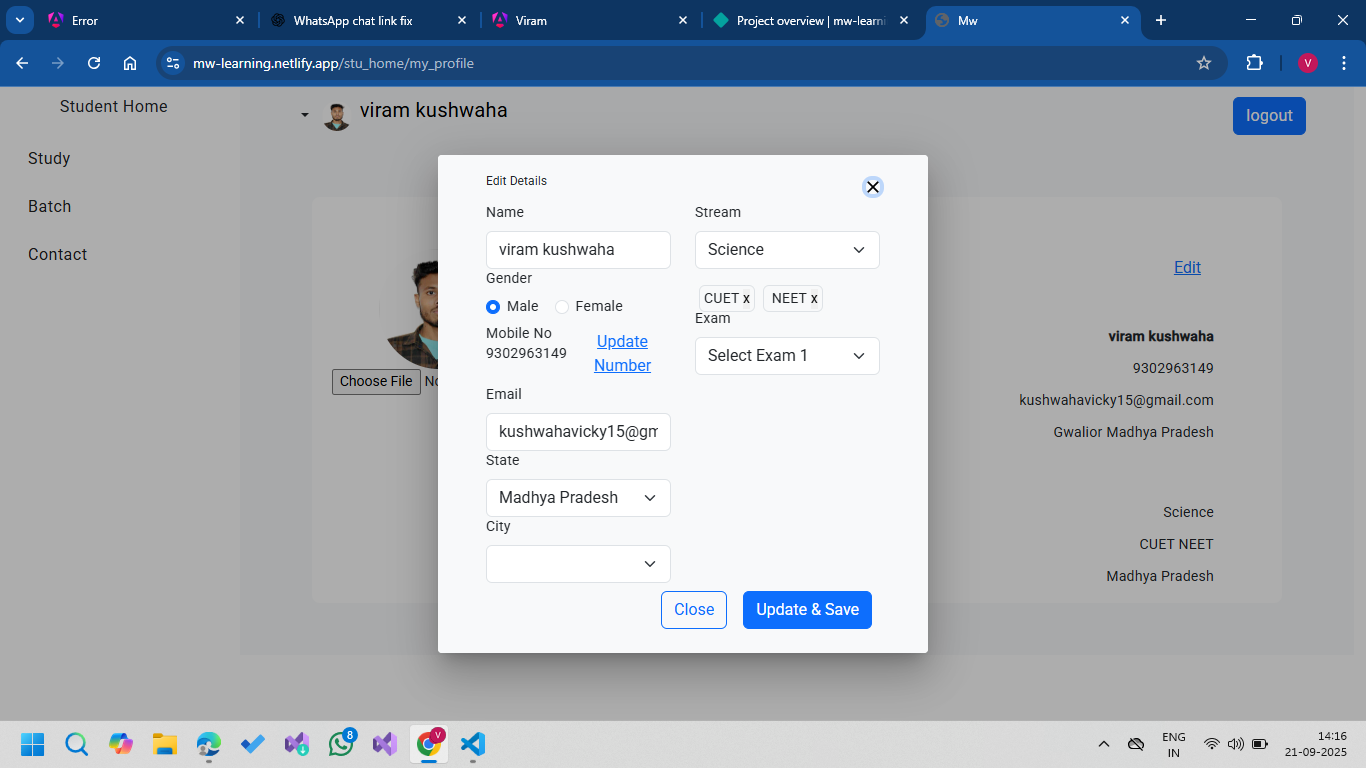 Error
WhatsApp chat link fix
Viram
Project overview | mw-learni
Mw
mw-learning.netlify.app/stu_home/my_profile
V
Student Home
viram kushwaha
logout
Study
Batch
Contact
Edit Details
Name
Stream
viram kushwaha
Science
Gender
Male
Female
CUET x
NEET x
Exam
Mobile No
9302963149
Update
Number
Select Exam 1
Email
kushwahavicky15@gm
State
Madhya Pradesh
City
Close
Update & Save
Choose File
No
Edit
viram kushwaha
9302963149
kushwahavicky15@gmail.com
Gwalior Madhya Pradesh
Science
CUET NEET
Madhya Pradesh
8
V
ENG
IN
14:16
21-09-2025